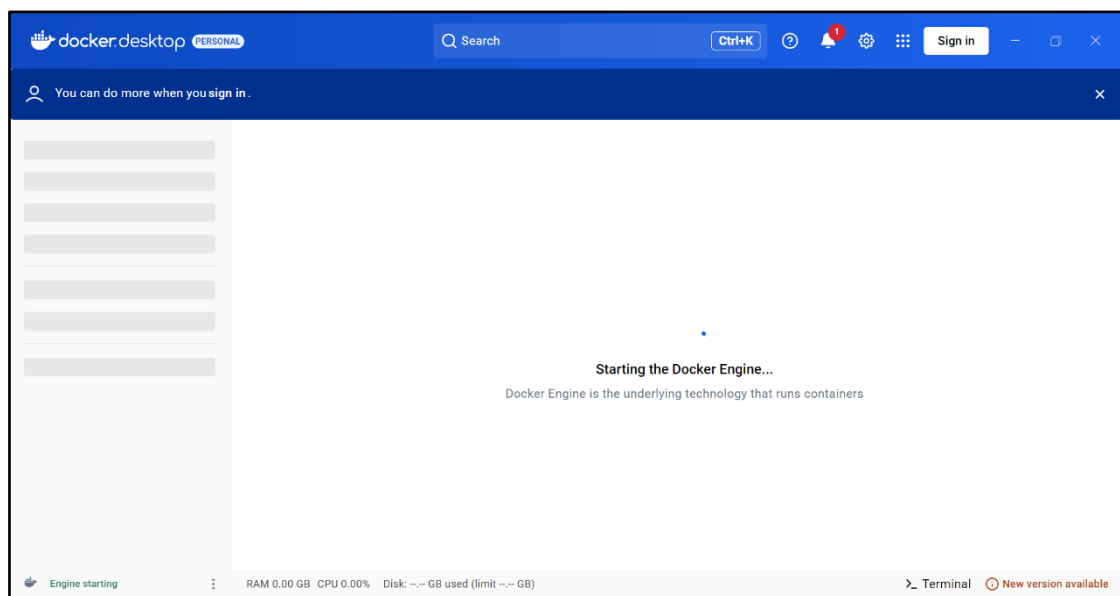 docker desktop PERSONAL Search Ctrl+K 1 Sign in
You can do more when you sign in.
Starting the Docker Engine...
Docker Engine is the underlying technology that runs containers
Engine starting RAM 0.00 GB CPU 0.00% Disk: --.-- GB used (limit --.-- GB) Terminal New version available